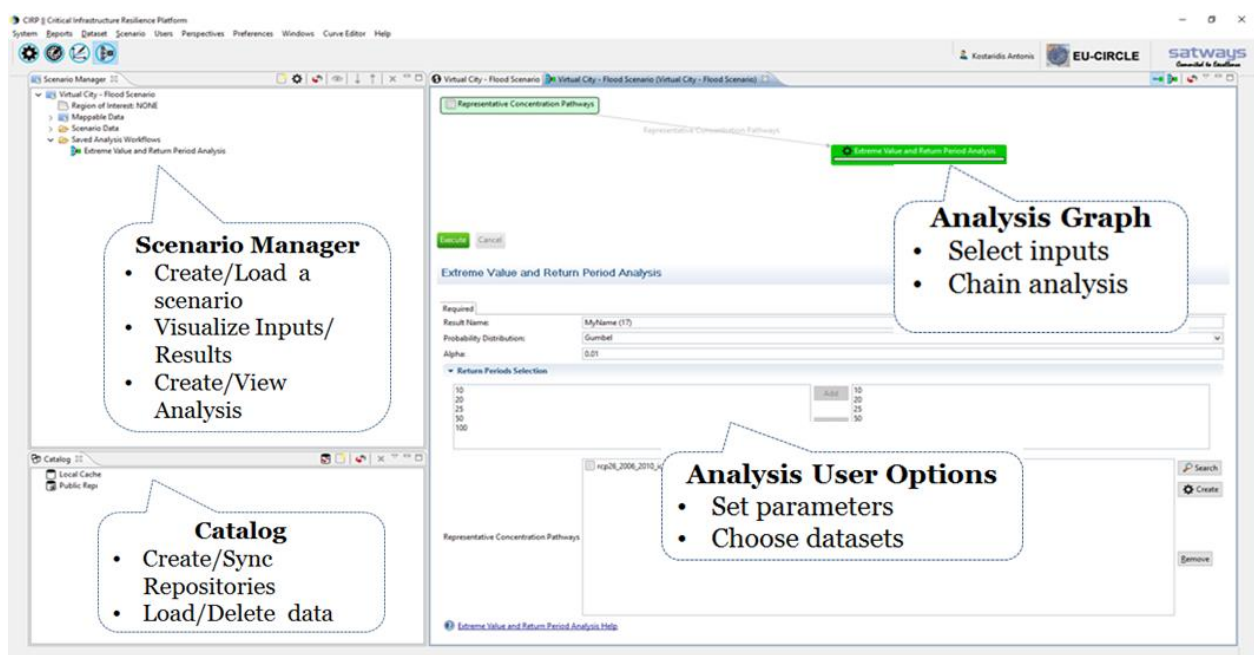 CIRP || Critical Infrastructure Resilience Platform
System Reports Dataset Scenario Users Perspectives Preferences Windows Curve Editor Help
Kostaridis Antonis
EU-CIRCLE
satways
Committed to Excellence
Scenario Manager
Virtual City - Flood Scenario
Region of Interest: NONE
Mappable Data
Scenario Data
Saved Analysis Workflows
Extreme Value and Return Period Analysis
Scenario Manager
• Create/Load a
scenario
• Visualize Inputs/
Results
• Create/View
Analysis
Catalog
Local Cache
Public Rep
Catalog
• Create/Sync
Repositories
• Load/Delete data
Virtual City - Flood Scenario
Virtual City - Flood Scenario (Virtual City - Flood Scenario)
Representative Concentration Pathways
Representative Concentration Pathways
Extreme Value and Return Period Analysis
Analysis Graph
• Select inputs
• Chain analysis
Execute Cancel
Extreme Value and Return Period Analysis
Required
Result Name: MyName (17)
Probability Distribution: Gumbel
Alpha: 0.01
Return Periods Selection
10
20
25
50
100
Add
10
20
25
50
Analysis User Options
• Set parameters
• Choose datasets
Representative Concentration Pathways
rcp26_2006_2010_
Search
Create
Remove
Extreme Value and Return Period Analysis Help